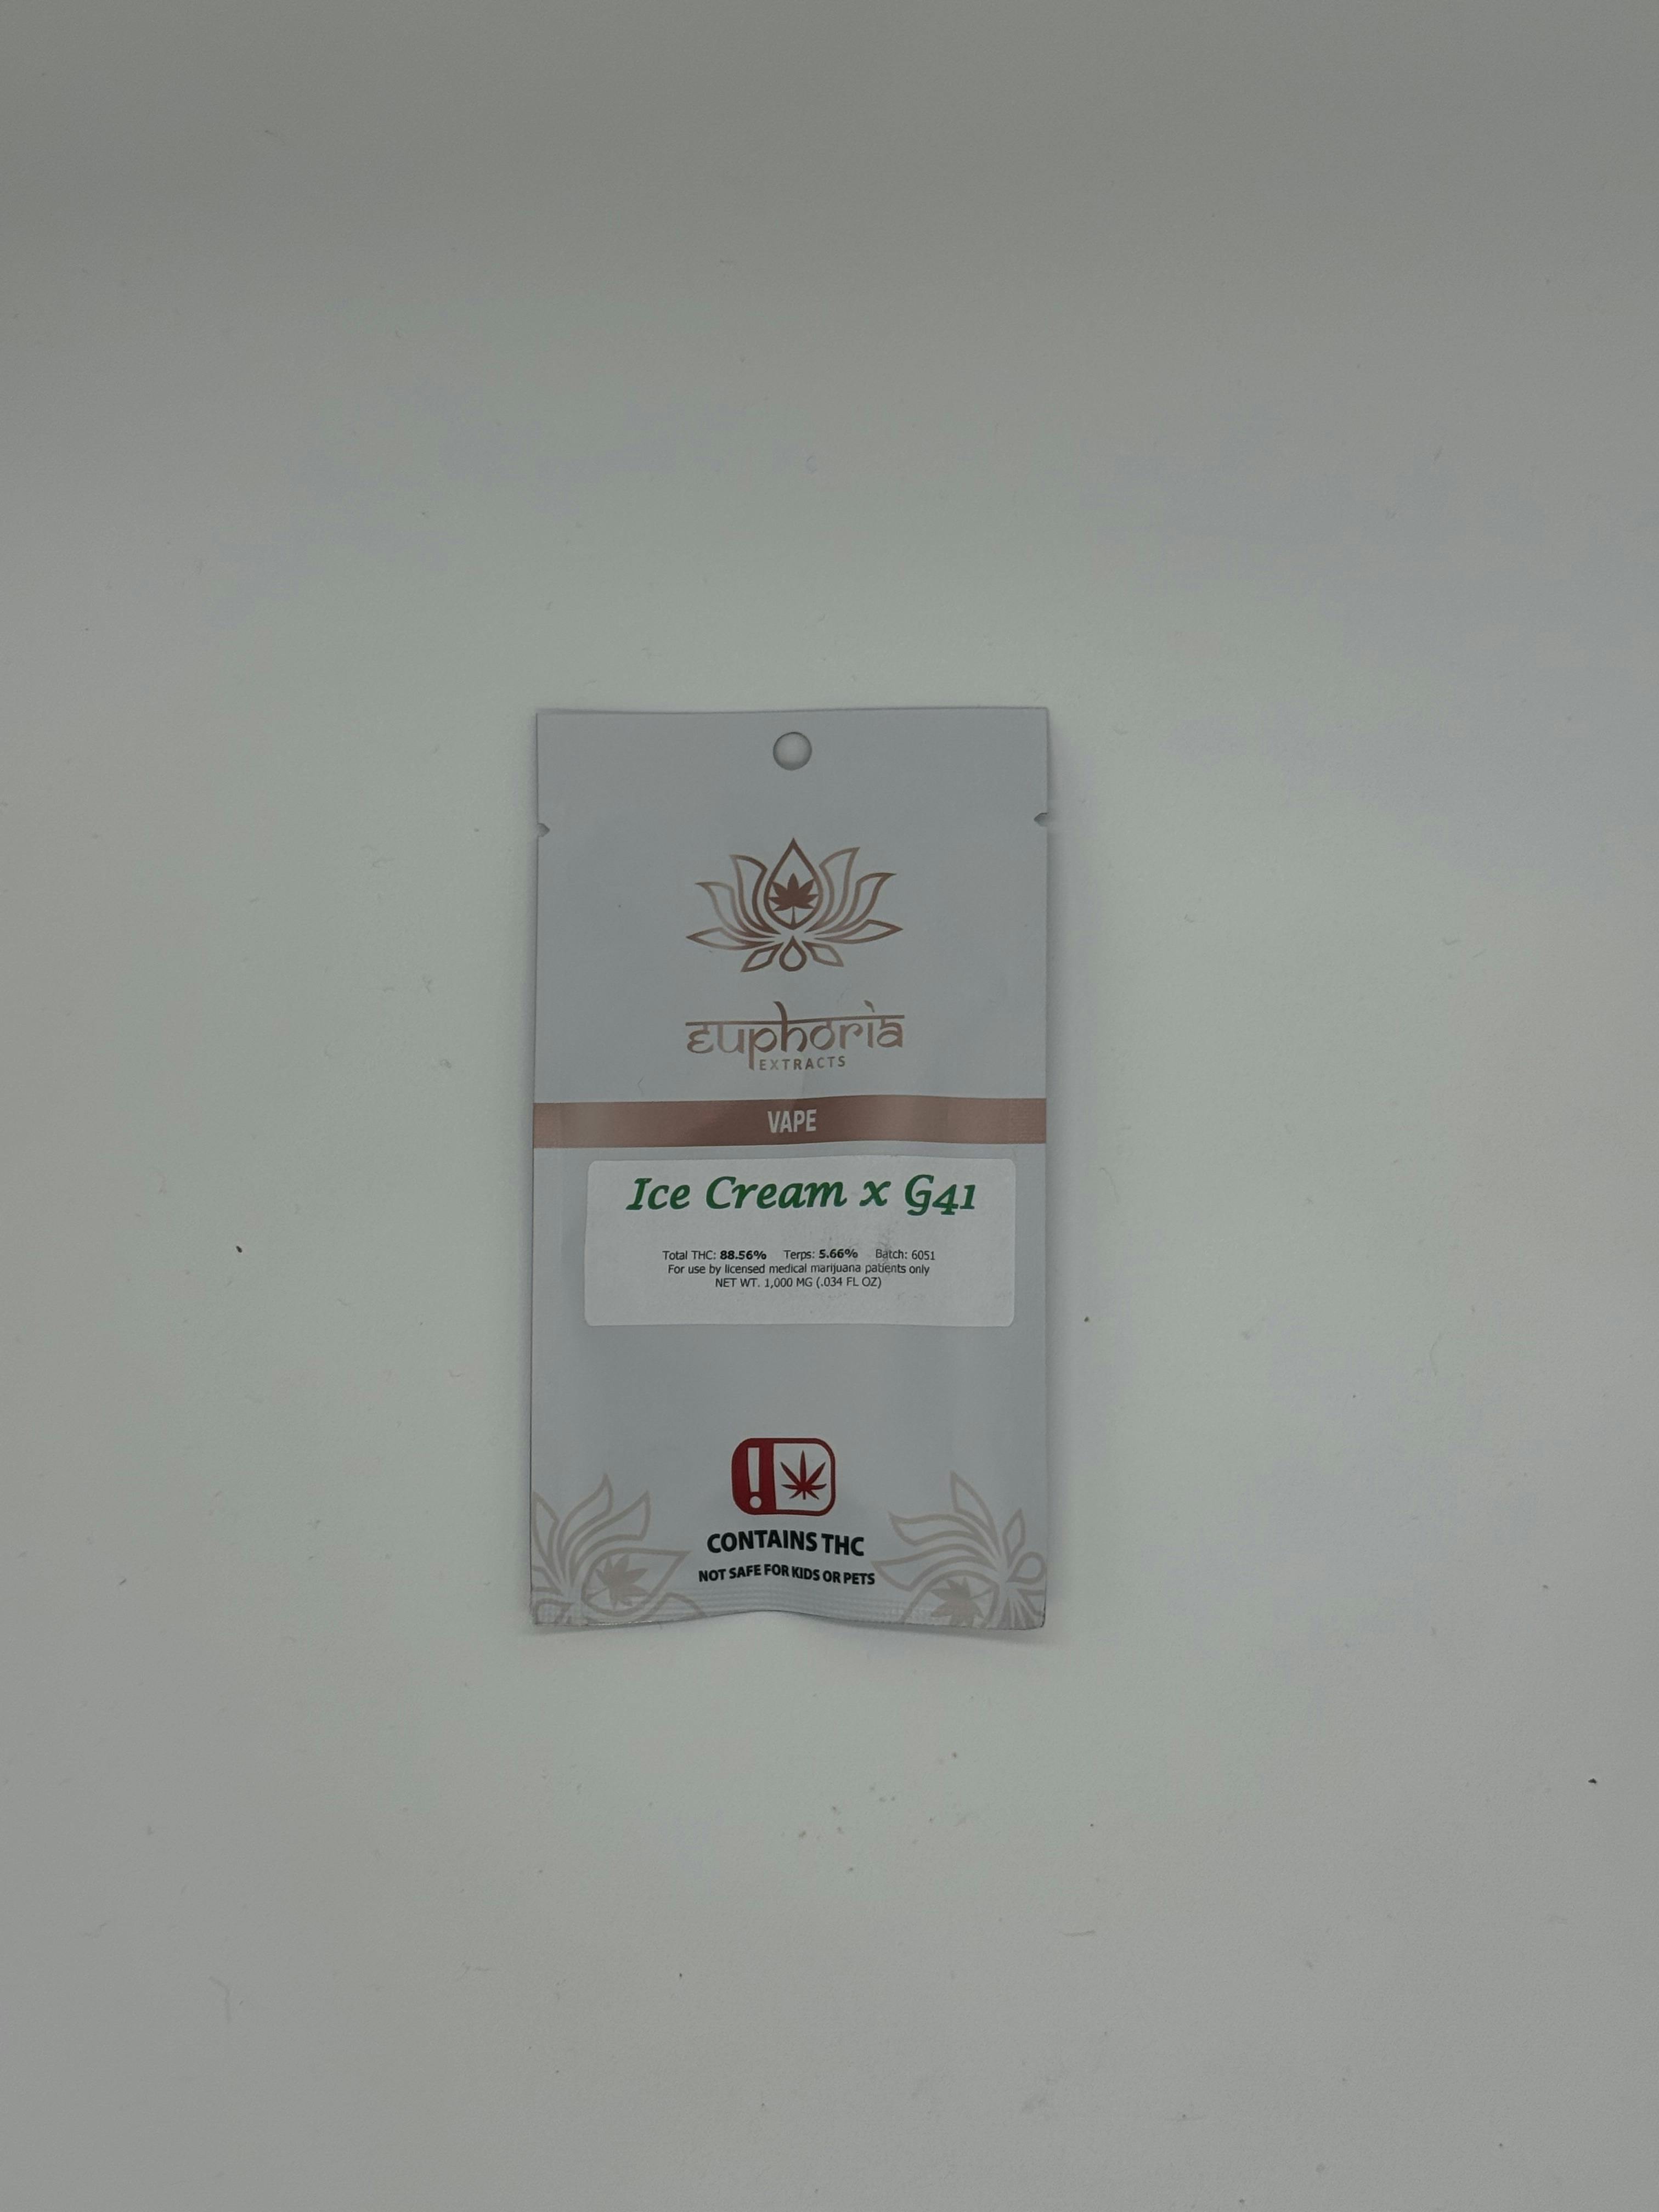 euphoria
EXTRACTS
VAPE
Ice Cream x G41
Total THC: 88.56% Terps: 5.66% Batch: 6051
For use by licensed medical marijuana patients only
NET WT. 1,000 MG (.034 FL OZ)
!
CONTAINS THC
NOT SAFE FOR KIDS OR PETS